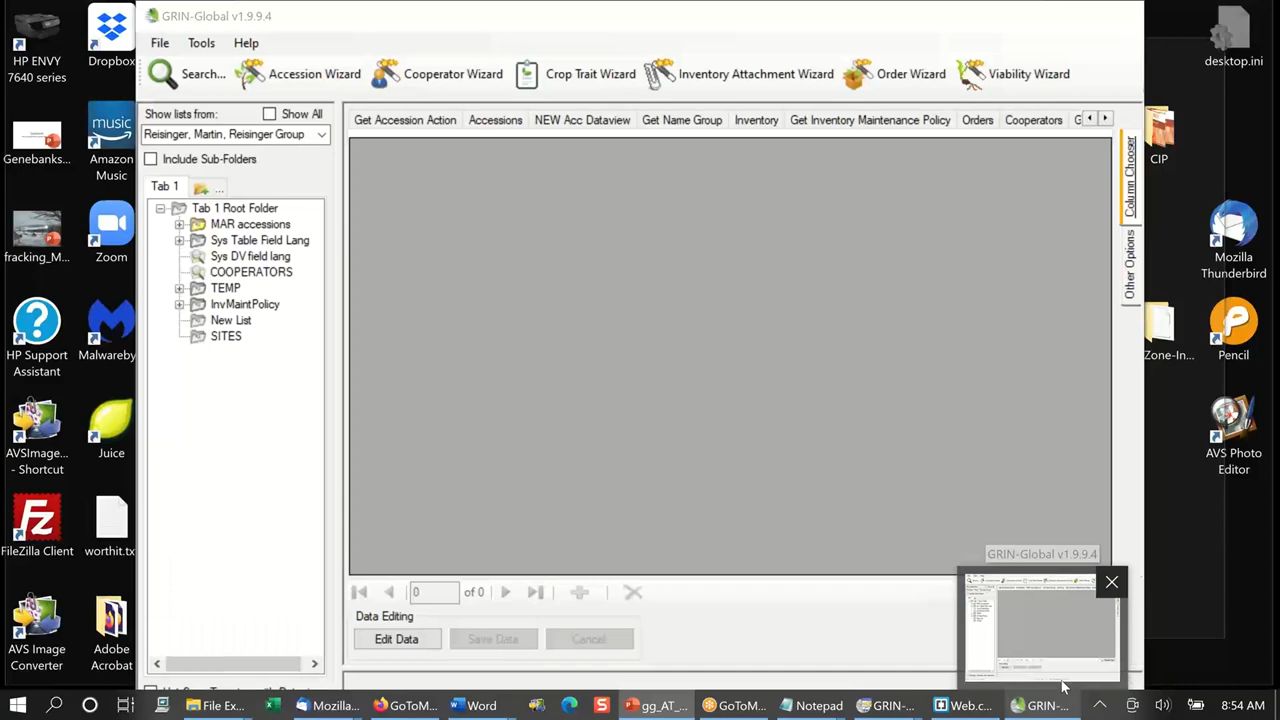 GRIN-Global v1.9.9.4
File Tools Help
Search... Accession Wizard Cooperator Wizard Crop Trait Wizard Inventory Attachment Wizard Order Wizard Viability Wizard
Show lists from: Show All
Reisinger, Martin, Reisinger Group
Include Sub-Folders
Tab 1 ...
Tab 1 Root Folder
MAR accessions
Sys Table Field Lang
Sys DV field lang
COOPERATORS
TEMP
InvMaintPolicy
New List
SITES
Get Accession Action Accessions NEW Acc Dataview Get Name Group Inventory Get Inventory Maintenance Policy Orders Cooperators G
Column Chooser
Other Options
0 of 0
Data Editing
Edit Data Save Data Cancel
GRIN-Global v1.9.9.4
HP ENVY
7640 series
Dropbox
Genebanks...
Amazon
Music
fracking_M...
Zoom
HP Support
Assistant
Malwareby
AVSImage...
- Shortcut
Juice
FileZilla Client
worthit.tx
AVS Image
Converter
Adobe
Acrobat
desktop.ini
CIP
Mozilla
Thunderbird
Zone-In...
Pencil
AVS Photo
Editor
File Ex... Mozilla... GoToM... Word gg_AT_... GoToM... Notepad GRIN-... Web.c... GRIN-... 8:54 AM